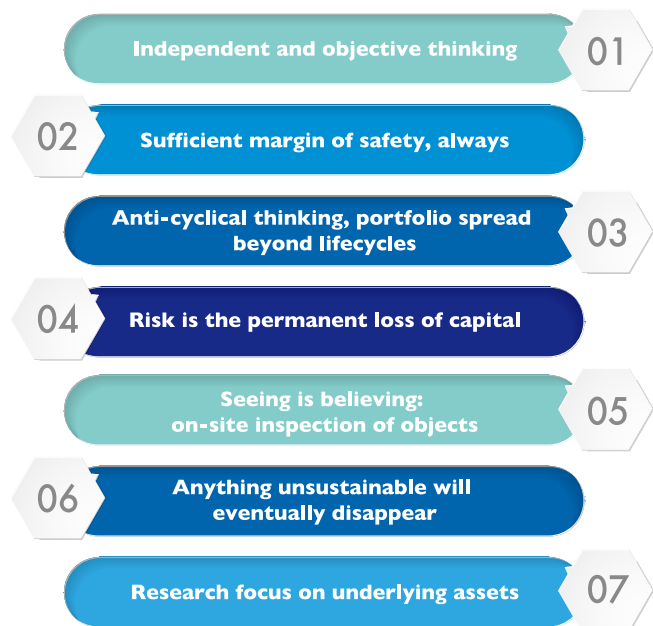 Independent and objective thinking
01
02
Sufficient margin of safety, always
Anti-cyclical thinking, portfolio spread
beyond lifecycles
03
04
Risk is the permanent loss of capital
Seeing is believing:
on-site inspection of objects
05
06
Anything unsustainable will
eventually disappear
Research focus on underlying assets
07